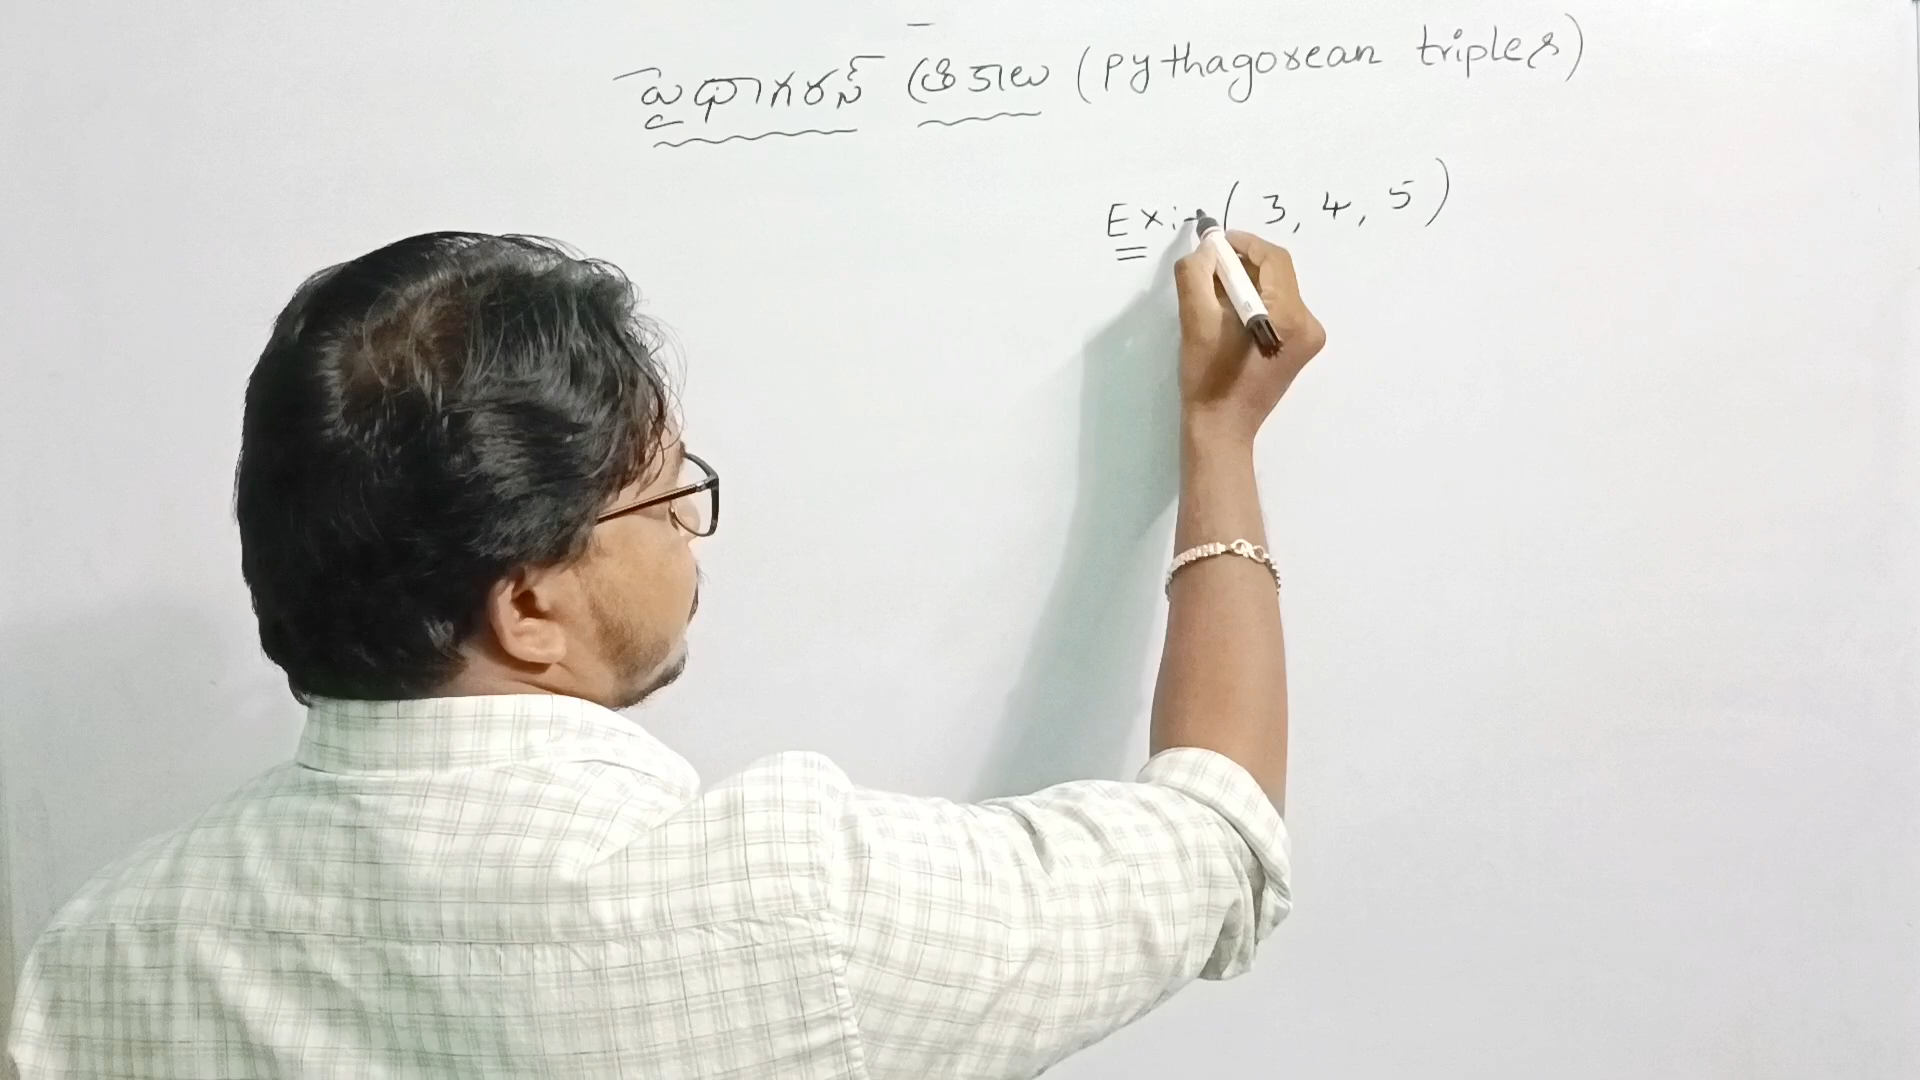 పైథాగరస్ త్రికాలు (pythagorean triples)
Ex:- ( 3, 4, 5 )